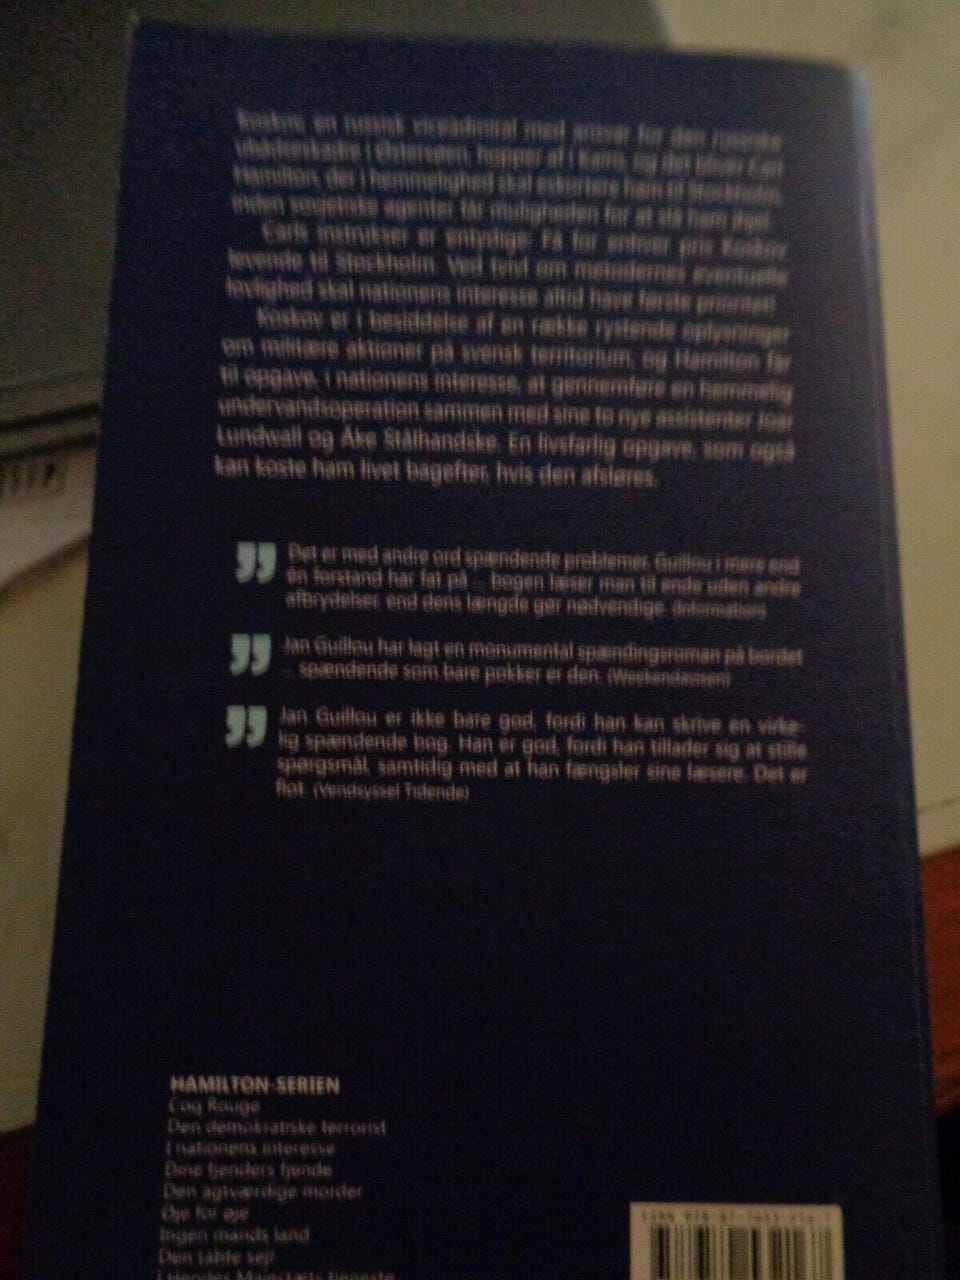 Koskov, en russisk viceadmiral med ansvar for den russiske
ubådseskadre i Østersøen, hopper af i Kairo, og det bliver Carl
Hamilton, der i hemmelighed skal eskortere ham til Stockholm,
inden sovjetiske agenter får muligheden for at slå ham ihjel.
Carls instrukser er entydige: Få for enhver pris Koskov
levende til Stockholm. Ved tvivl om metodernes eventuelle
lovlighed skal nationens interesse altid have første prioritet!
Koskov er i besiddelse af en række rystende oplysninger
om militære aktioner på svensk territorium, og Hamilton får
til opgave, i nationens interesse, at gennemføre en hemmelig
undervandsoperation sammen med sine to nye assistenter Joar
Lundwall og Åke Stålhandske. En livsfarlig opgave, som også
kan koste ham livet bagefter, hvis den afsløres.
Det er med andre ord spændende problemer, Guillou i mere end
én forstand har fat på ... bogen læser man til ende uden andre
afbrydelser, end dens længde gør nødvendige. (Information)
Jan Guillou har lagt en monumental spændingsroman på bordet
... spændende som bare pokker er den. (Weekendavisen)
Jan Guillou er ikke bare god, fordi han kan skrive en virke-
lig spændende bog. Han er god, fordi han tillader sig at stille
spørgsmål, samtidig med at han fængsler sine læsere. Det er
flot. (Vendsyssel Tidende)
HAMILTON-SERIEN
Coq Rouge
Den demokratiske terrorist
I nationens interesse
Dine fjenders fjende
Den agtværdige morder
Øje for øje
Ingen mands land
Den sidste sejr
I Hendes Majestæts tjeneste
ISBN